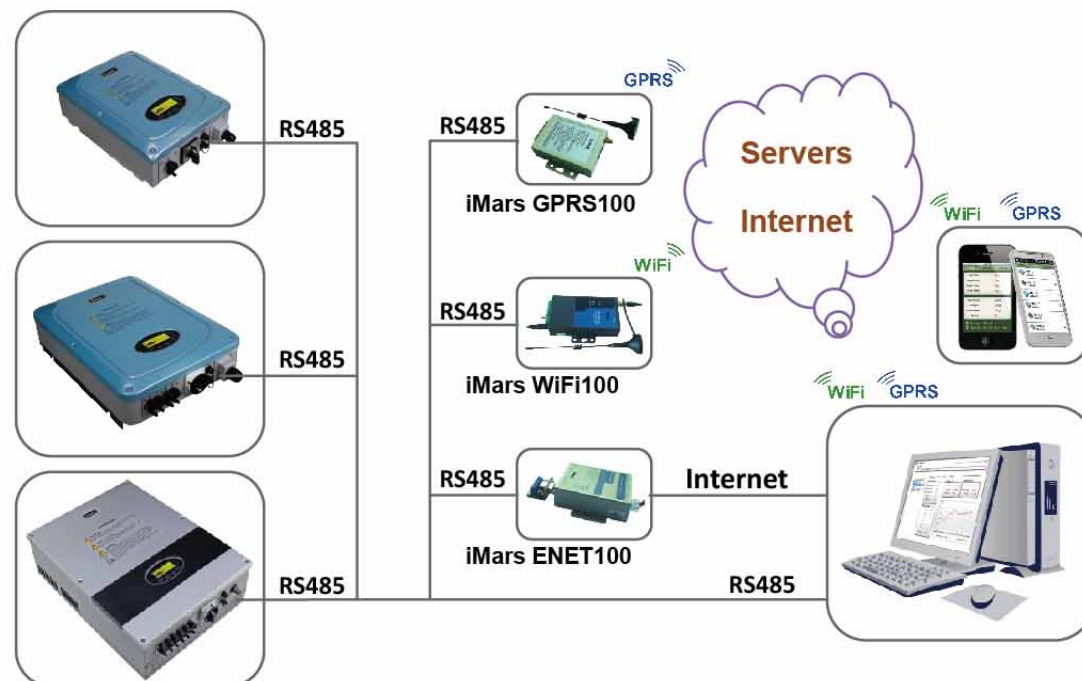 GPRS
RS485
RS485
Servers
iMars GPRS100
Internet
WiFi
GPRS
WiFi
RS485
RS485
iMars WiFi100
WiFi
GPRS
RS485
Internet
iMars ENET100
RS485
RS485